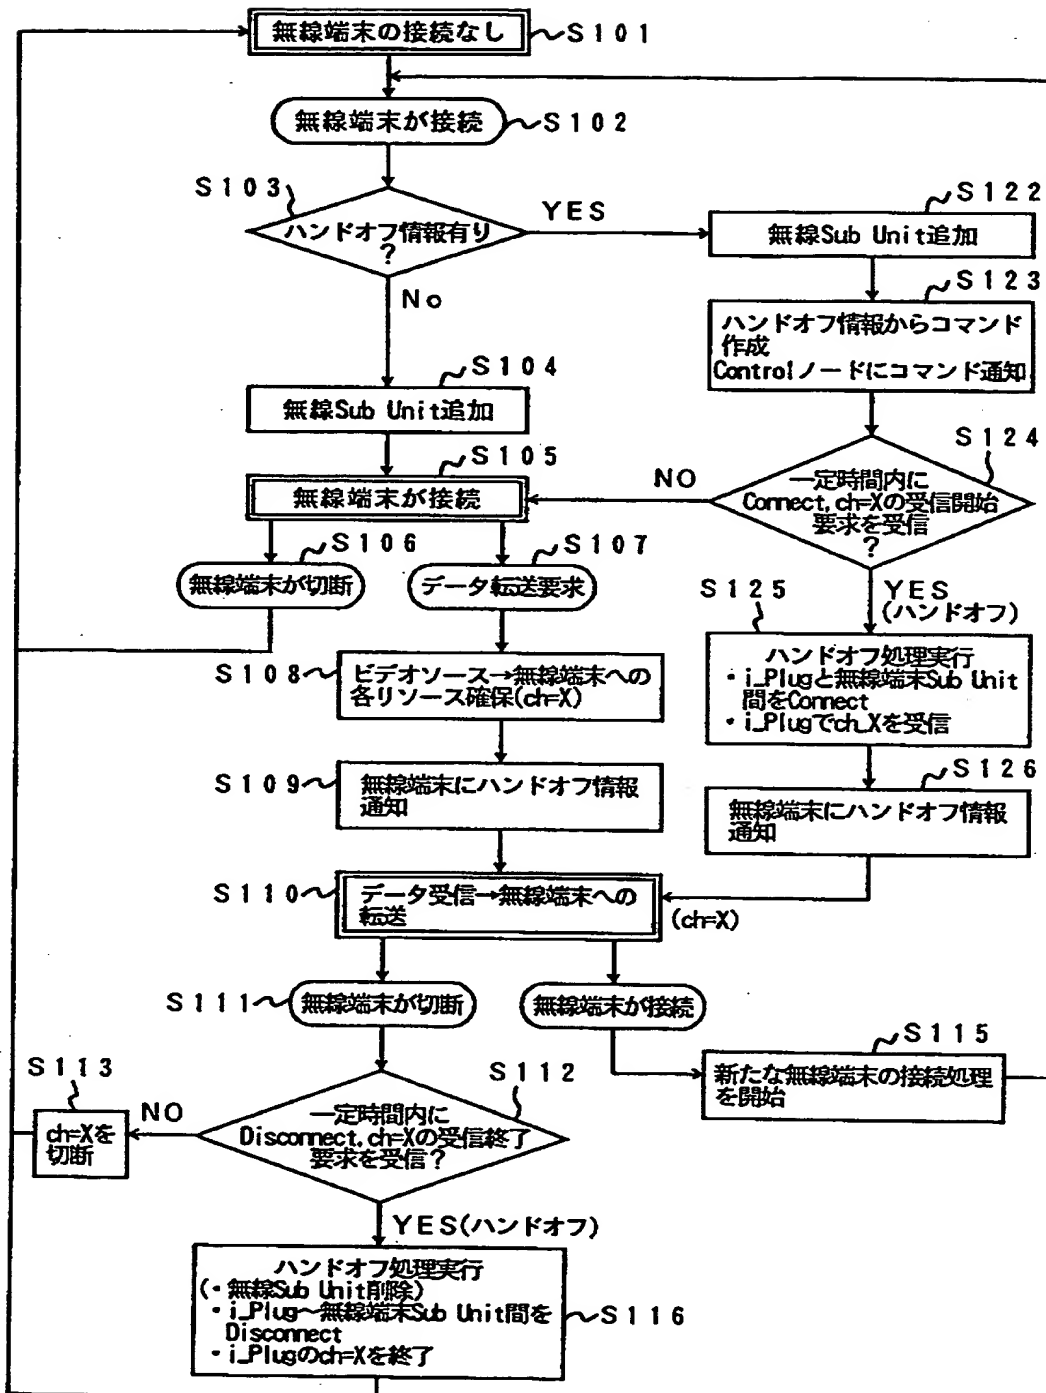 無線端末の接続なし
S101
無線端末が接続
S102
S103
ハンドオフ情報有り
?
YES
No
S122
無線Sub Unit追加
S123
ハンドオフ情報からコマンド
作成
Controlノードにコマンド通知
S104
無線Sub Unit追加
S105
無線端末が接続
S124
一定時間内に
Connect,ch=Xの受信開始
要求を受信
?
NO
YES
(ハンドオフ)
S106
無線端末が切断
S107
データ転送要求
S125
ハンドオフ処理実行
・i_Plugと無線端末Sub Unit
間をConnect
・i_Plugでch_Xを受信
S108
ビデオソース→無線端末への
各リソース確保(ch=X)
S109
無線端末にハンドオフ情報
通知
S126
無線端末にハンドオフ情報
通知
S110
データ受信→無線端末への
転送
(ch=X)
S111
無線端末が切断
無線端末が接続
S115
新たな無線端末の接続処理
を開始
S112
一定時間内に
Disconnect,ch=Xの受信終了
要求を受信?
NO
S113
ch=Xを
切断
YES(ハンドオフ)
ハンドオフ処理実行
(・無線Sub Unit削除)
・i_Plug~無線端末Sub Unit間を
Disconnect
・i_Plugのch=Xを終了
S116